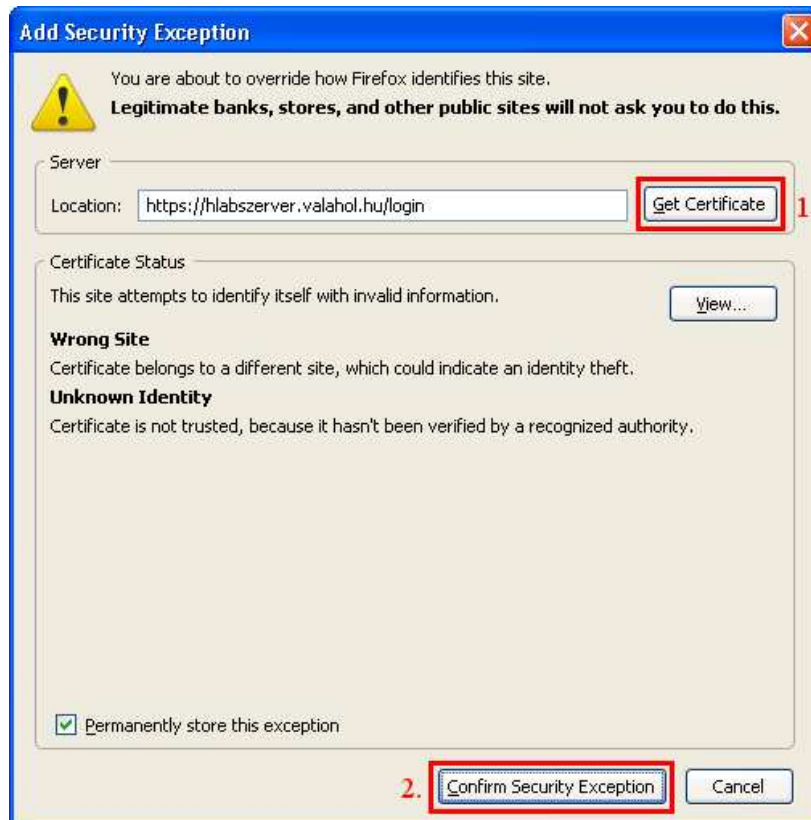 Add Security Exception
You are about to override how Firefox identifies this site.
Legitimate banks, stores, and other public sites will not ask you to do this.
Server
Location: https://hlabszerver.valahol.hu/login Get Certificate 1
Certificate Status
This site attempts to identify itself with invalid information. View...
Wrong Site
Certificate belongs to a different site, which could indicate an identity theft.
Unknown Identity
Certificate is not trusted, because it hasn't been verified by a recognized authority.
Permanently store this exception
2. Confirm Security Exception Cancel